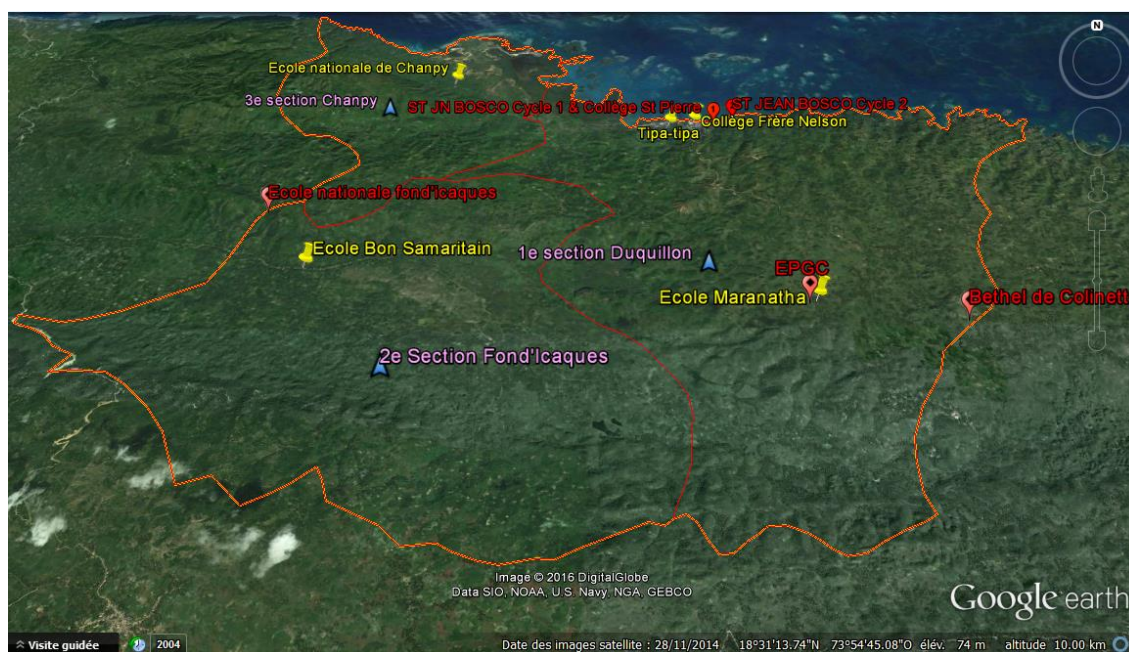 N
Ecole nationale de Chanpy
3e section Chanpy
ST JN BOSCO Cycle 1 & Collège St Pierre
ST JEAN BOSCO Cycle 2
Tipa-tipa
Collège Frère Nelson
Ecole nationale fond'icaques
Ecole Bon Samaritain
1e section Duquillon
EPGC
Ecole Maranatha
Bethel de Colinett
2e Section Fond'Icaques
Image © 2016 DigitalGlobe
Data SIO, NOAA, U.S. Navy, NGA, GEBCO
Google earth
Visite guidée
2004
Date des images satellite : 28/11/2014 18°31'13.74"N 73°54'45.08"O élév. 74 m altitude 10.00 km